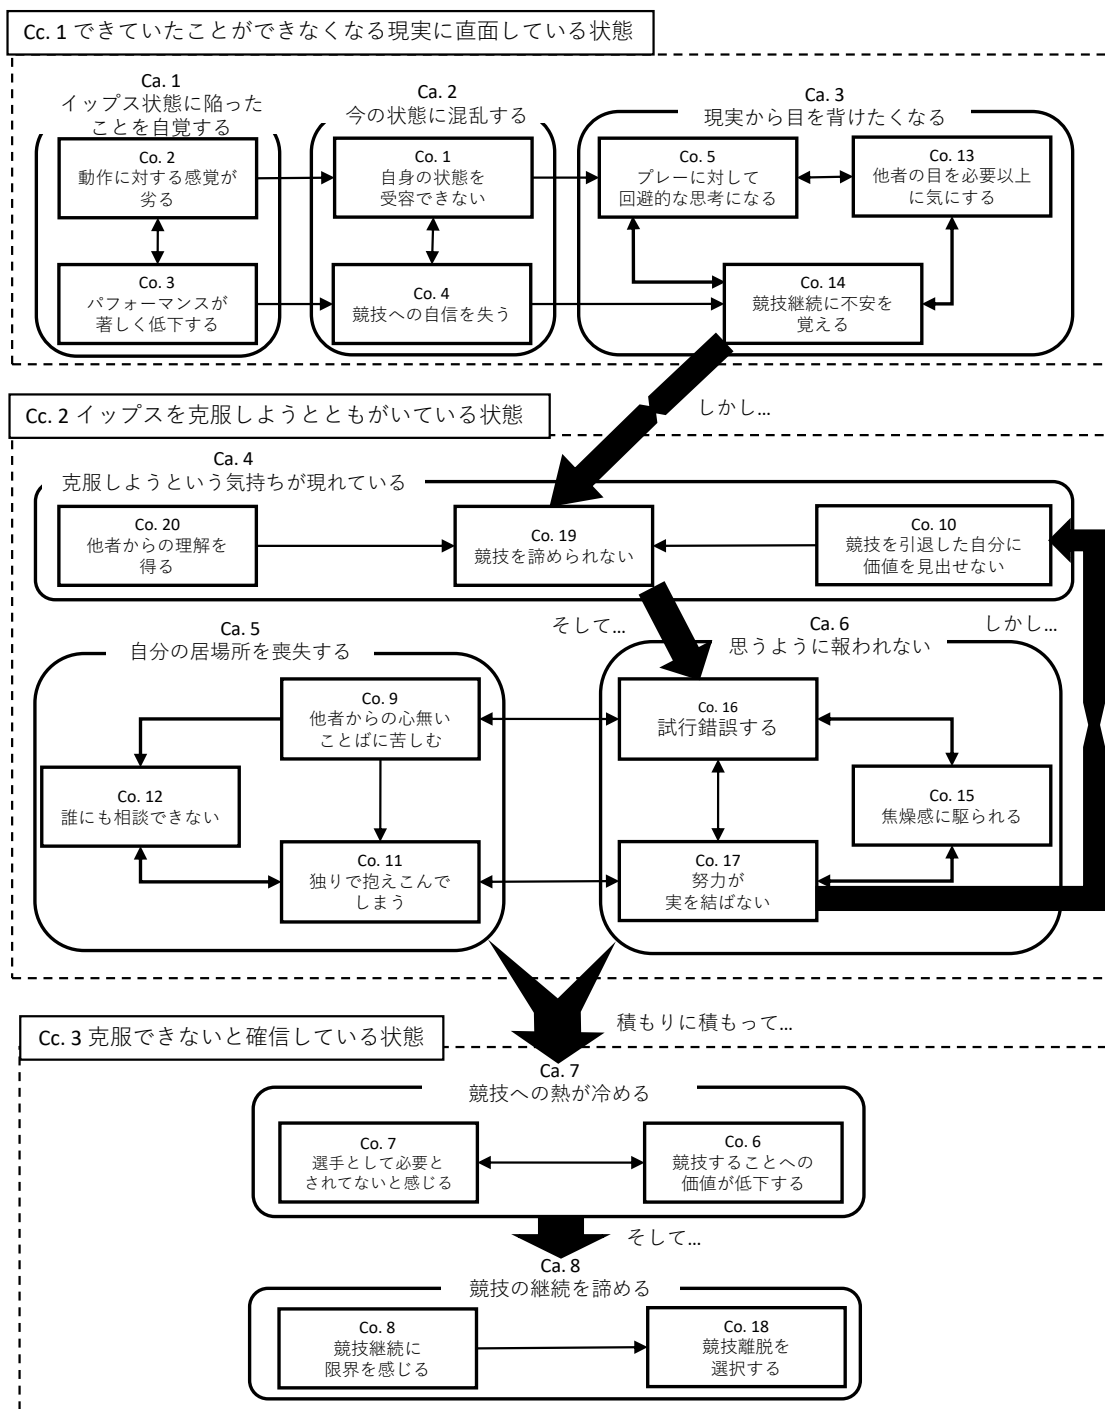 Cc. 1 できていたことができなくなる現実に直面している状態
Ca. 1
イップス状態に陥った
ことを自覚する
Ca. 2
今の状態に混乱する
Ca. 3
現実から目を背けたくなる
Co. 2
動作に対する感覚が
劣る
Co. 1
自身の状態を
受容できない
Co. 5
プレーに対して
回避的な思考になる
Co. 13
他者の目を必要以上
に気にする
Co. 3
パフォーマンスが
著しく低下する
Co. 4
競技への自信を失う
Co. 14
競技継続に不安を
覚える
しかし…
Cc. 2 イップスを克服しようとともがいている状態
Ca. 4
克服しようという気持ちが現れている
Co. 20
他者からの理解を
得る
Co. 19
競技を諦められない
Co. 10
競技を引退した自分に
価値を見出せない
そして…
しかし…
Ca. 5
自分の居場所を喪失する
Ca. 6
思うように報われない
Co. 9
他者からの心無い
ことばに苦しむ
Co. 16
試行錯誤する
Co. 12
誰にも相談できない
Co. 15
焦燥感に駆られる
Co. 11
独りで抱えこんで
しまう
Co. 17
努力が
実を結ばない
積もりに積もって…
Cc. 3 克服できないと確信している状態
Ca. 7
競技への熱が冷める
Co. 7
選手として必要と
されてないと感じる
Co. 6
競技することへの
価値が低下する
そして…
Ca. 8
競技の継続を諦める
Co. 8
競技継続に
限界を感じる
Co. 18
競技離脱を
選択する